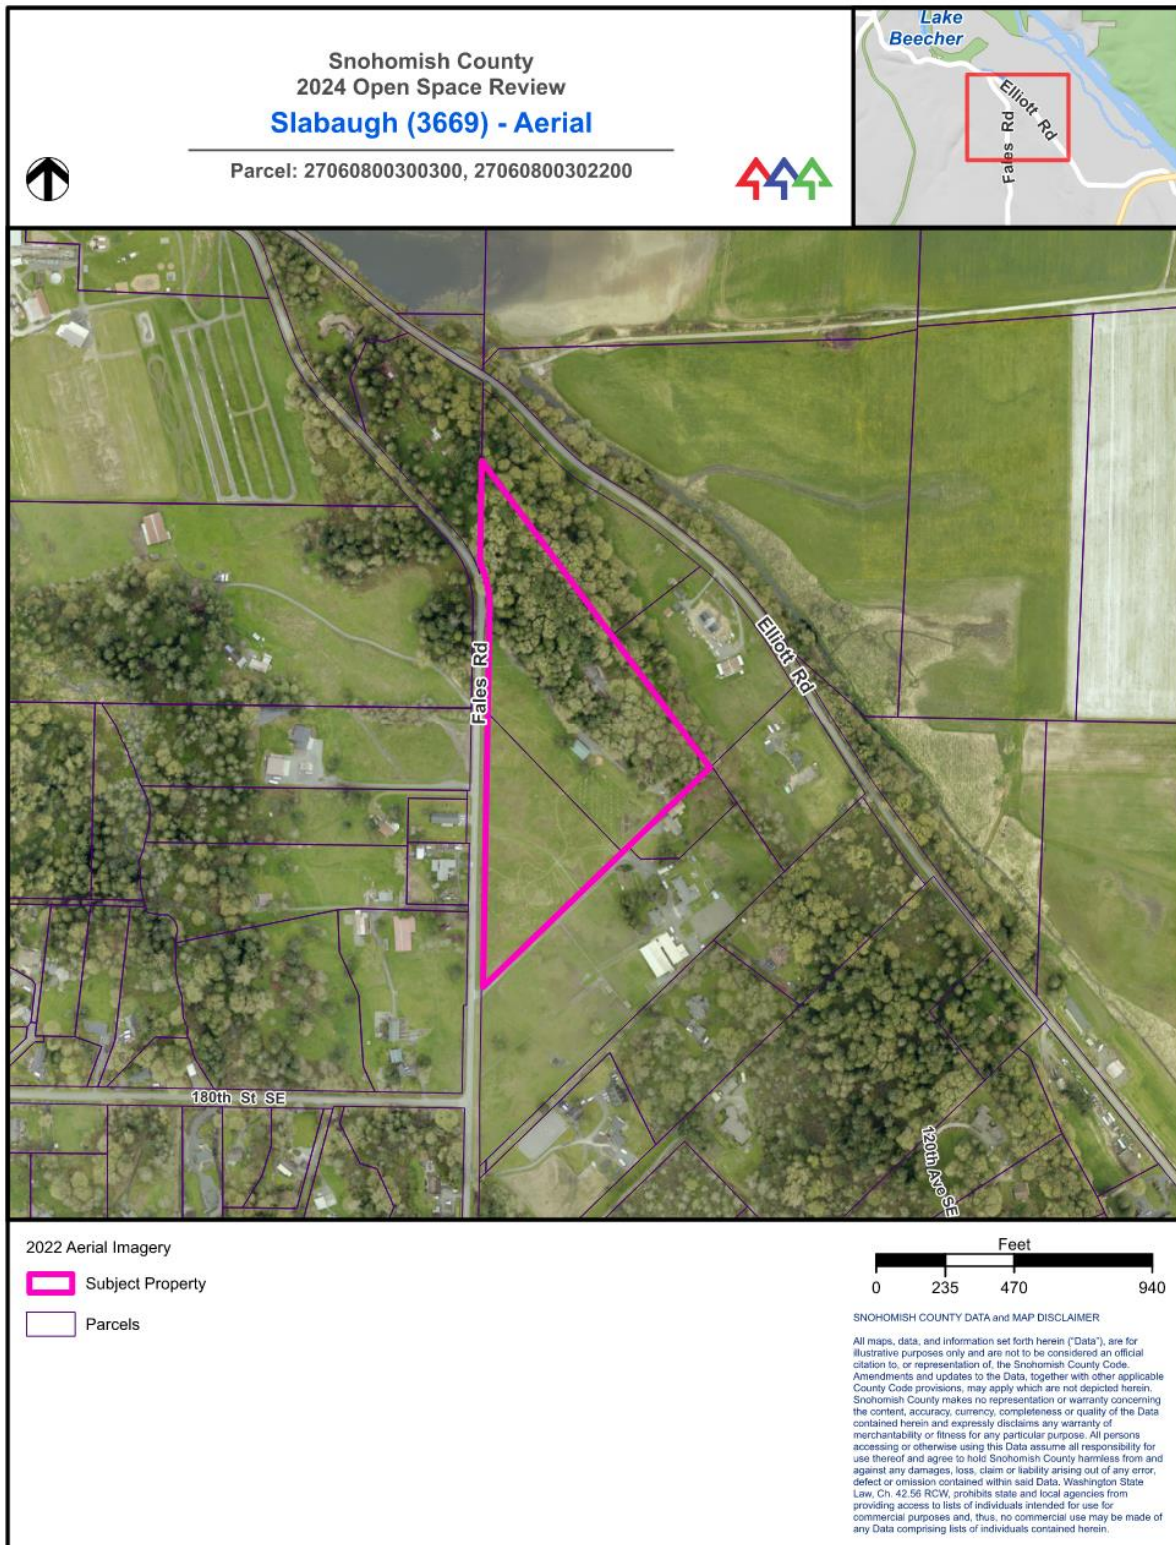 Snohomish County
2024 Open Space Review
Slabaugh (3669) - Aerial
Parcel: 27060800300300, 27060800302200
Lake
Beecher
Elliott Rd
Fales Rd
Elliott Rd
Fales Rd
180th St SE
120th Ave SE
2022 Aerial Imagery
Subject Property
Parcels
Feet
0 235 470 940
SNOHOMISH COUNTY DATA and MAP DISCLAIMER
All maps, data, and information set forth herein ("Data"), are for
illustrative purposes only and are not to be considered an official
citation to, or representation of, the Snohomish County Code.
Amendments and updates to the Data, together with other applicable
County Code provisions, may apply which are not depicted herein.
Snohomish County makes no representation or warranty concerning
the content, accuracy, currency, completeness or quality of the Data
contained herein and expressly disclaims any warranty of
merchantability or fitness for any particular purpose. All persons
accessing or otherwise using this Data assume all responsibility for
use thereof and agree to hold Snohomish County harmless from and
against any damages, loss, claim or liability arising out of any error,
defect or omission contained within said Data. Washington State
Law, Ch. 42.56 RCW, prohibits state and local agencies from
providing access to lists of individuals intended for use for
commercial purposes and, thus, no commercial use may be made of
any Data comprising lists of individuals contained herein.